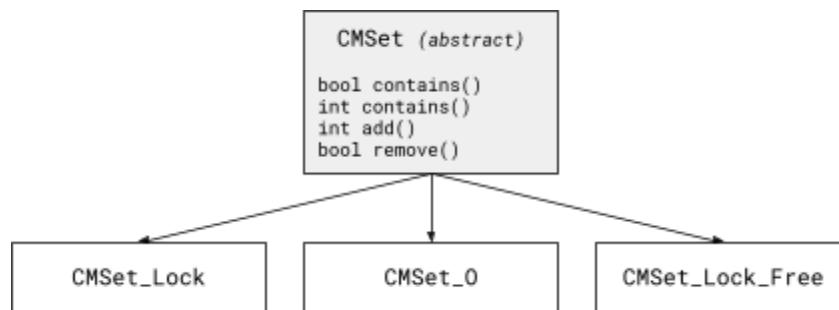 CMSet (abstract)
bool contains()
int contains()
int add()
bool remove()
CMSet_Lock
CMSet_O
CMSet_Lock_Free